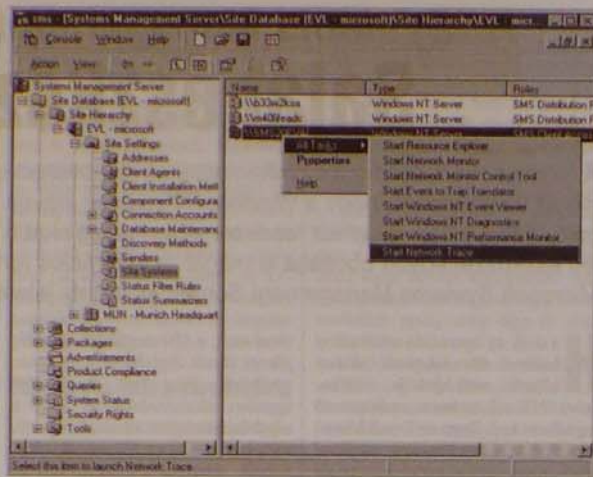 sms - [Systems Management Server\Site Database (EVL - microsoft)\Site Hierarchy\EVL - micr...
Console Window Help
Action View
Systems Management Server
Site Database (EVL - microsoft)
Site Hierarchy
EVL - microsoft
Site Settings
Addresses
Client Agents
Client Installation Meth
Component Configura
Connection Accounts
Database Maintenanc
Discovery Methods
Senders
Site Systems
Status Filter Rules
Status Summarizers
MUN - Munich Headquart
Collections
Packages
Advertisements
Product Compliance
Queries
System Status
Security Rights
Tools
Name Type Roles
Windows NT Server SMS Distribution P
Windows NT Server SMS Distribution P
Windows NT Server
All Tasks
Properties
Help
Start Resource Explorer
Start Network Monitor
Start Network Monitor Control Tool
Start Event to Trap Translator
Start Windows NT Event Viewer
Start Windows NT Diagnostics
Start Windows NT Performance Monitor
Start Network Trace
Select this item to launch Network Trace.